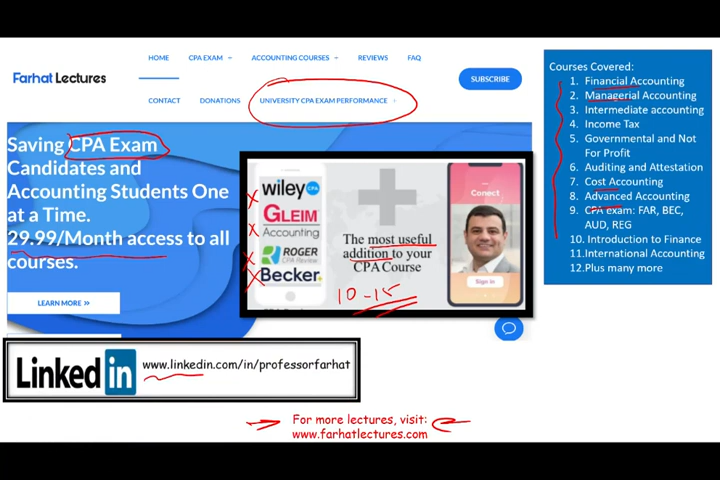 HOME
CPA EXAM
ACCOUNTING COURSES
REVIEWS
FAQ
Farhat Lectures
SUBSCRIBE
CONTACT
DONATIONS
UNIVERSITY CPA EXAM PERFORMANCE
Saving CPA Exam
Candidates and
Accounting Students One
at a Time.
29.99/Month access to all
courses.
LEARN MORE »
wiley CPA
GLEIM
Accounting
ROGER
CPA Review
Becker.
The most useful
addition to your
CPA Course
10-15
Conect
Sign in
Courses Covered:
1. Financial Accounting
2. Managerial Accounting
3. Intermediate accounting
4. Income Tax
5. Governmental and Not
For Profit
6. Auditing and Attestation
7. Cost Accounting
8. Advanced Accounting
9. CPA exam: FAR, BEC,
AUD, REG
10. Introduction to Finance
11.International Accounting
12.Plus many more
Linked in
www.linkedin.com/in/professorfarhat
For more lectures, visit:
www.farhatlectures.com